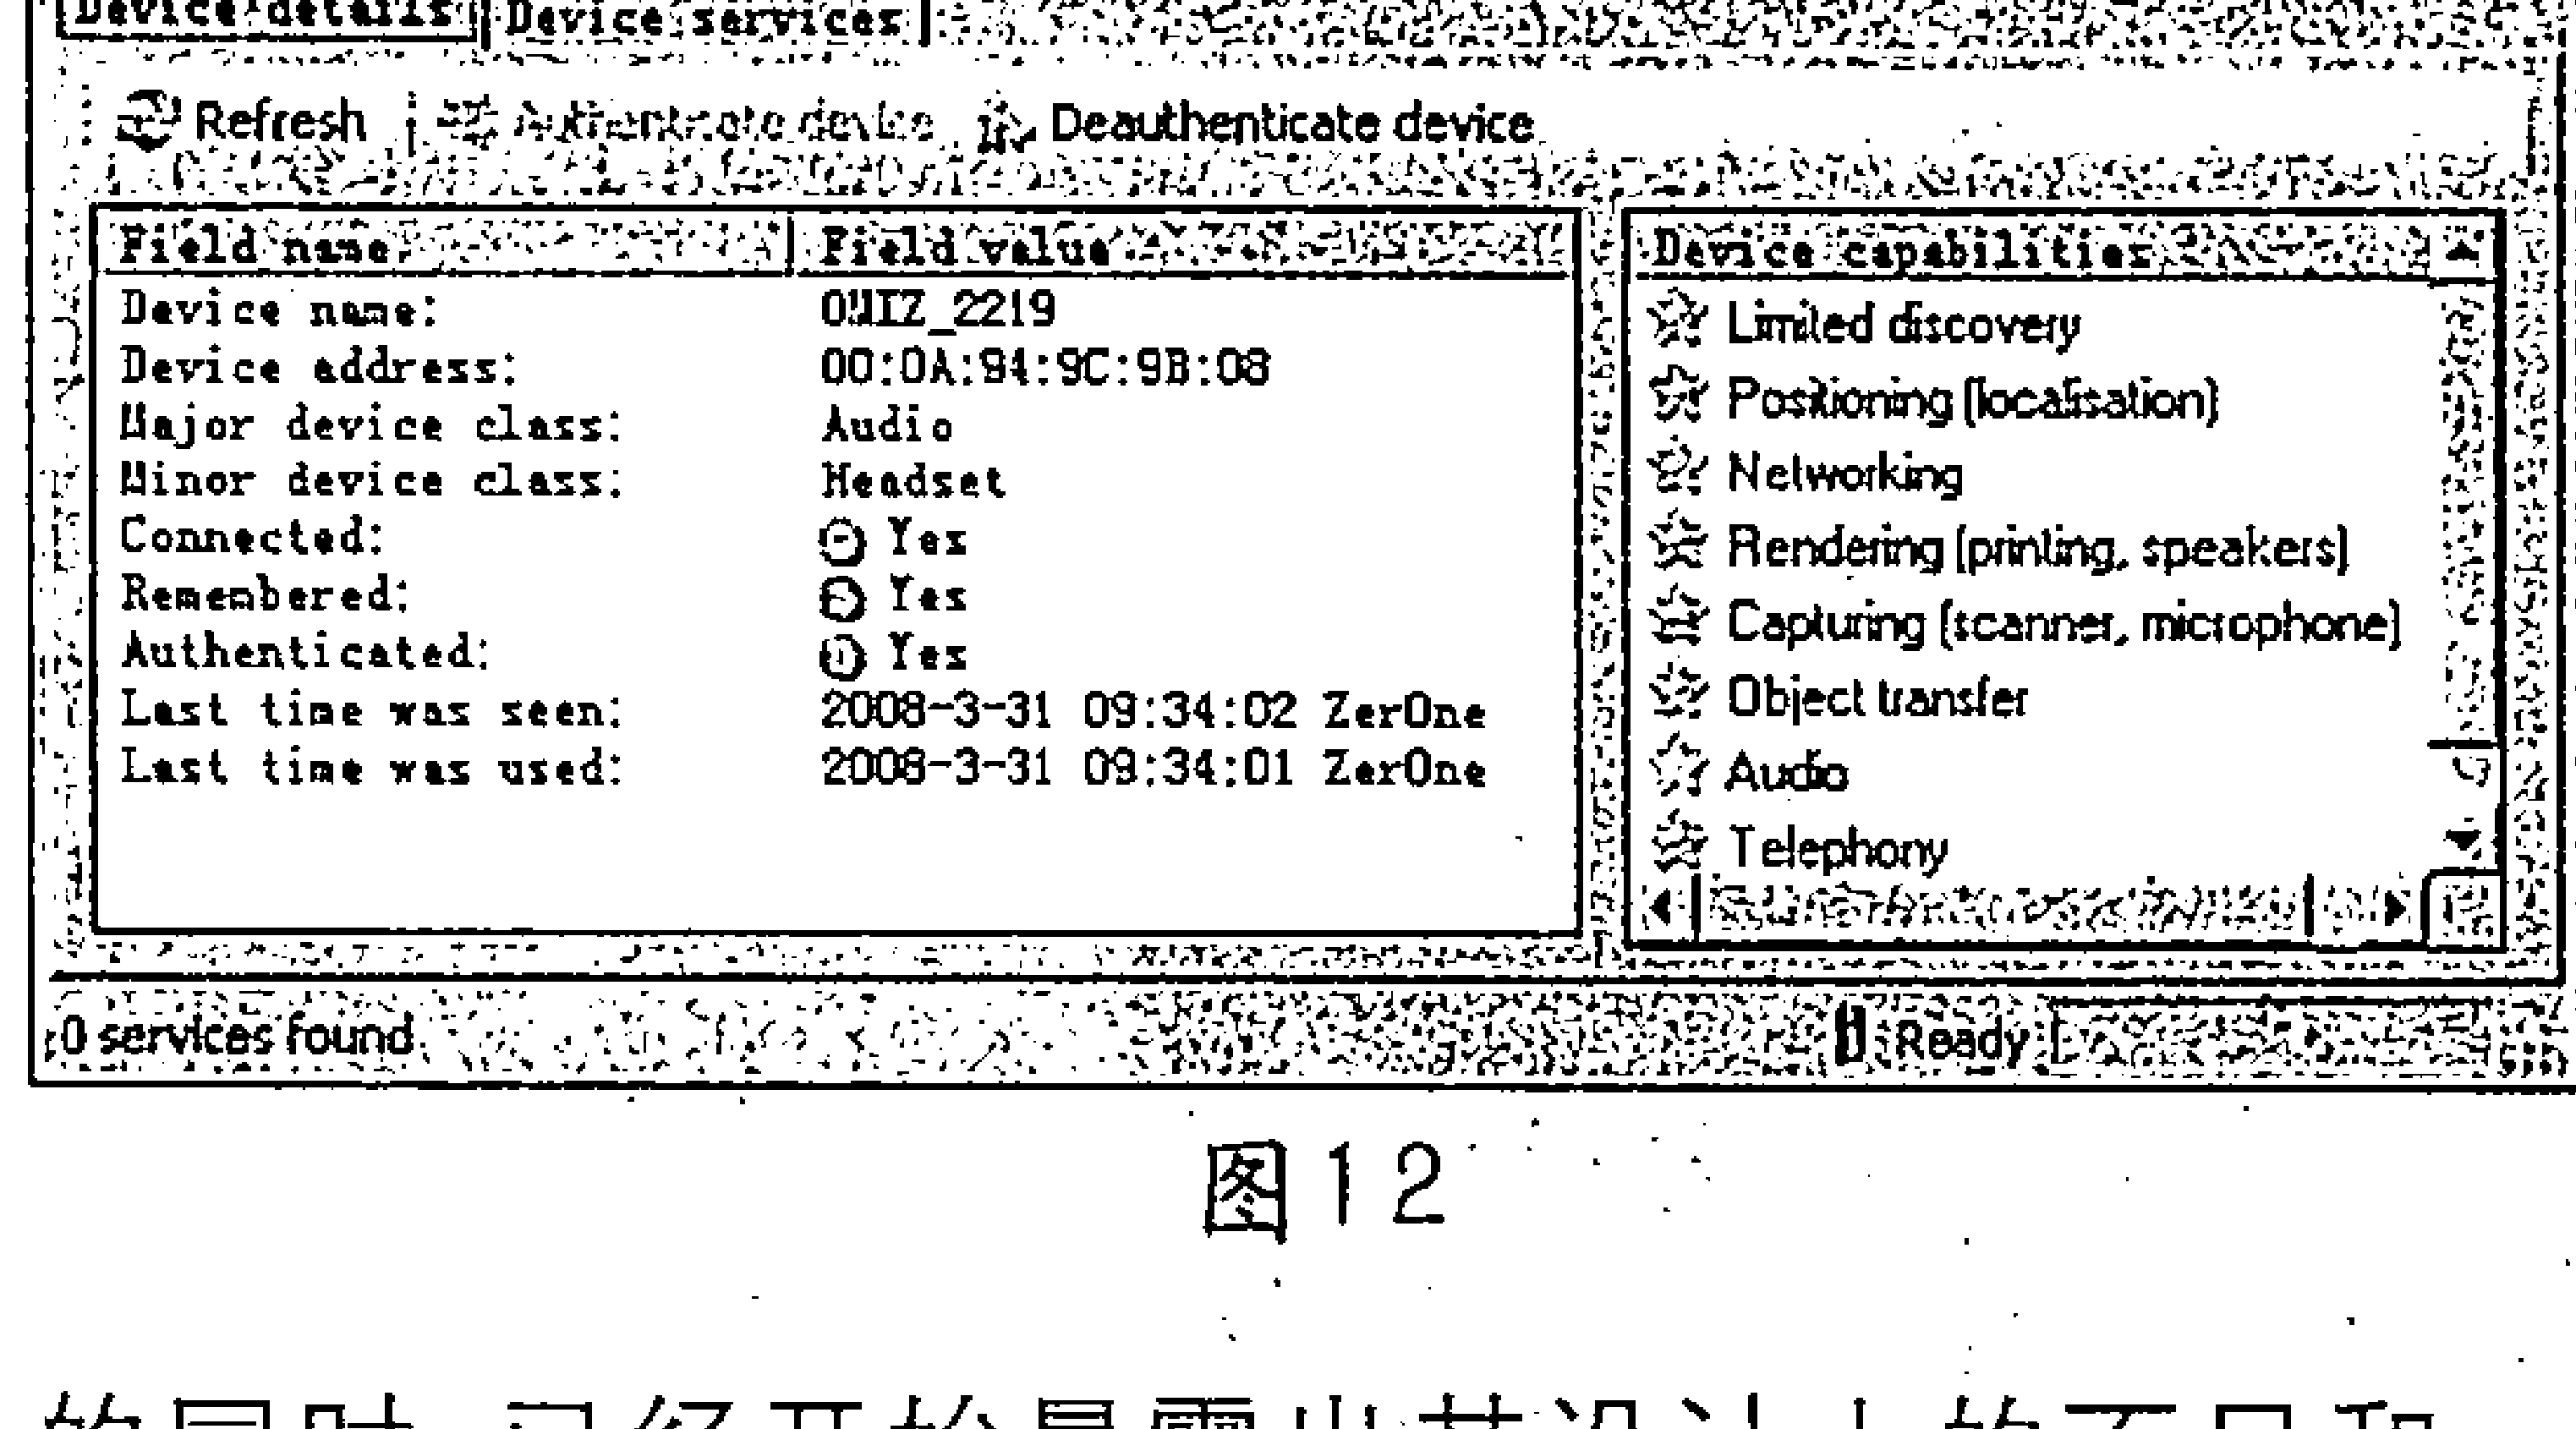 Device details Device services
Refresh Authenticate device Deauthenticate device
Field name Field value
Device name: OMIZ_2219
Device address: 00:0A:94:9C:9B:08
Major device class: Audio
Minor device class: Headset
Connected: Yes
Remembered: Yes
Authenticated: Yes
Last time was seen: 2008-3-31 09:34:02 ZerOne
Last time was used: 2008-3-31 09:34:01 ZerOne
Device capabilities
Limited discovery
Positioning (localisation)
Networking
Rendering (printing, speakers)
Capturing (scanner, microphone)
Object transfer
Audio
Telephony
0 services found Ready
图12